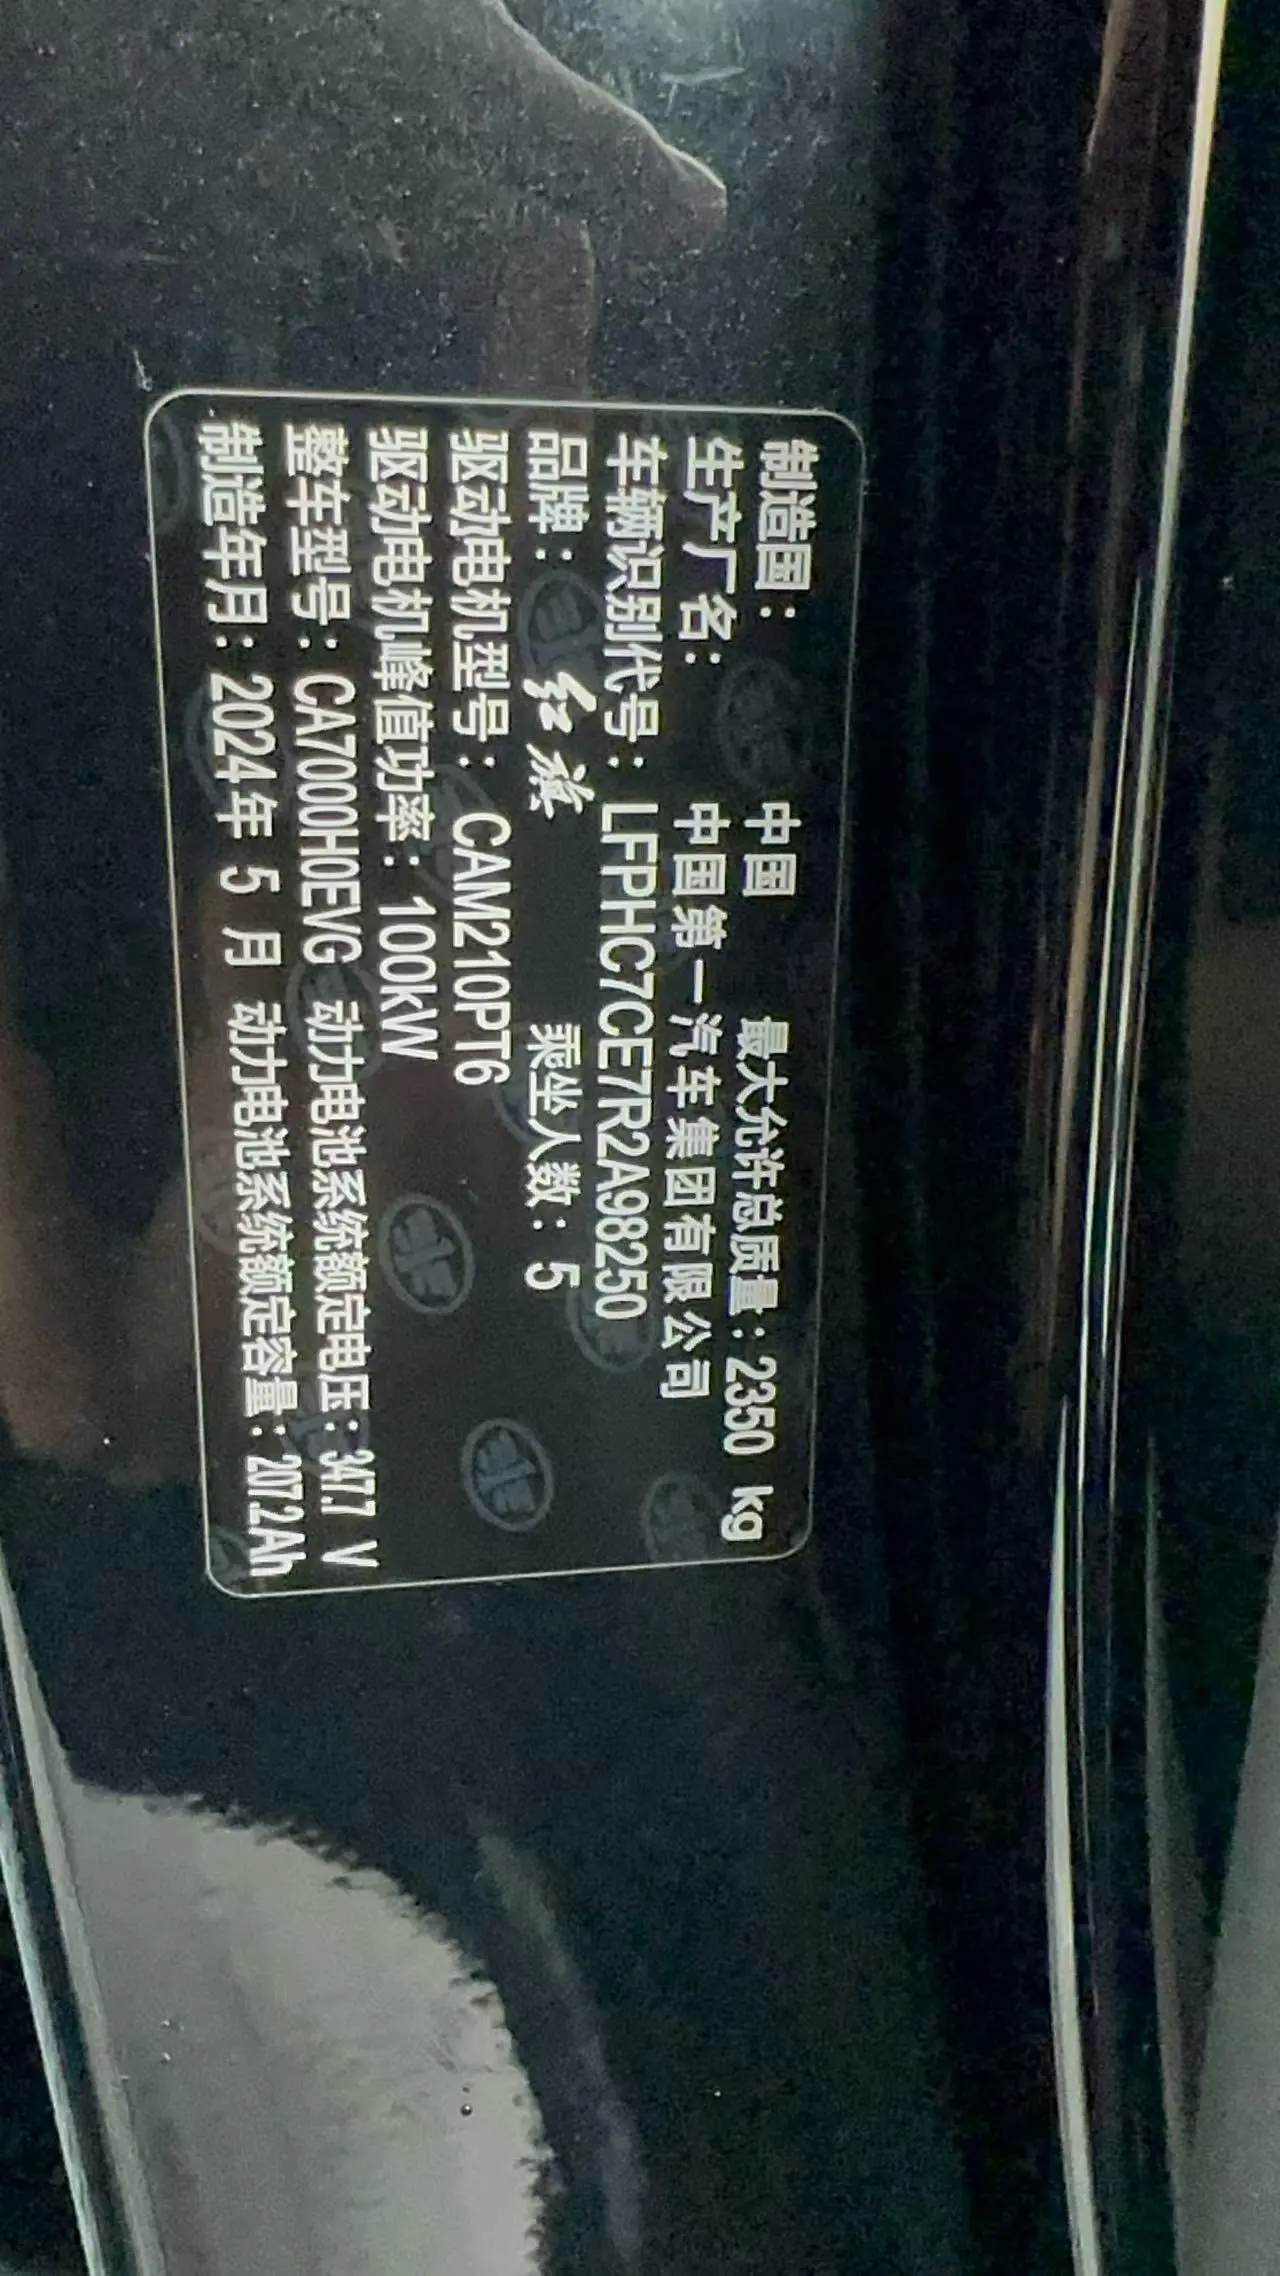 制造国： 中国 最大允许总质量：2350 kg
生产厂名： 中国第一汽车集团有限公司
车辆识别代号：LFPHC7CE7R2A98250
品牌： 红旗 乘坐人数：5
驱动电机型号：CAM210PT6
驱动电机峰值功率：100kW
整车型号：CA7000H0EVG 动力电池系统额定电压：347.7 V
制造年月：2024年 5 月 动力电池系统额定容量：207.2Ah